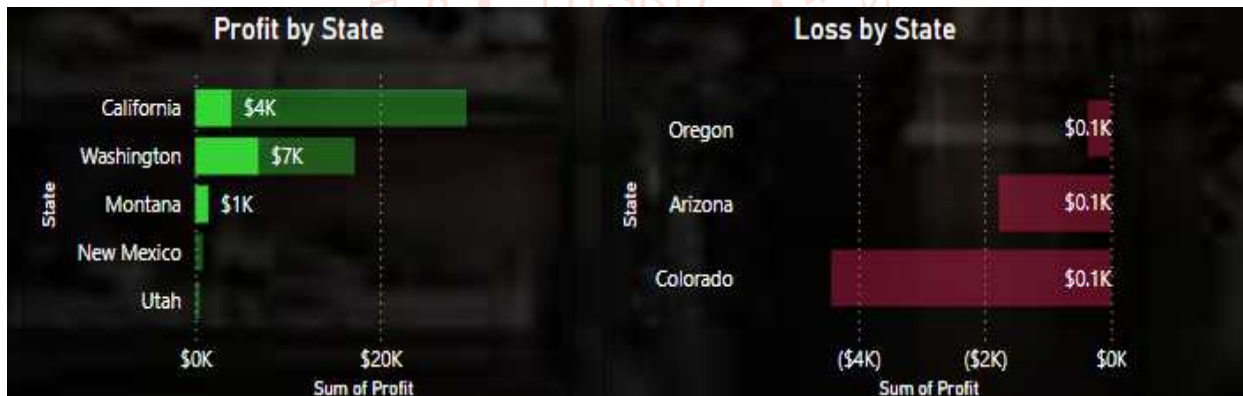 Profit by State
California
$4K
Washington
$7K
Montana
$1K
New Mexico
Utah
State
$0K
$20K
Sum of Profit
Loss by State
Oregon
$0.1K
Arizona
$0.1K
Colorado
$0.1K
State
($4K)
($2K)
$0K
Sum of Profit